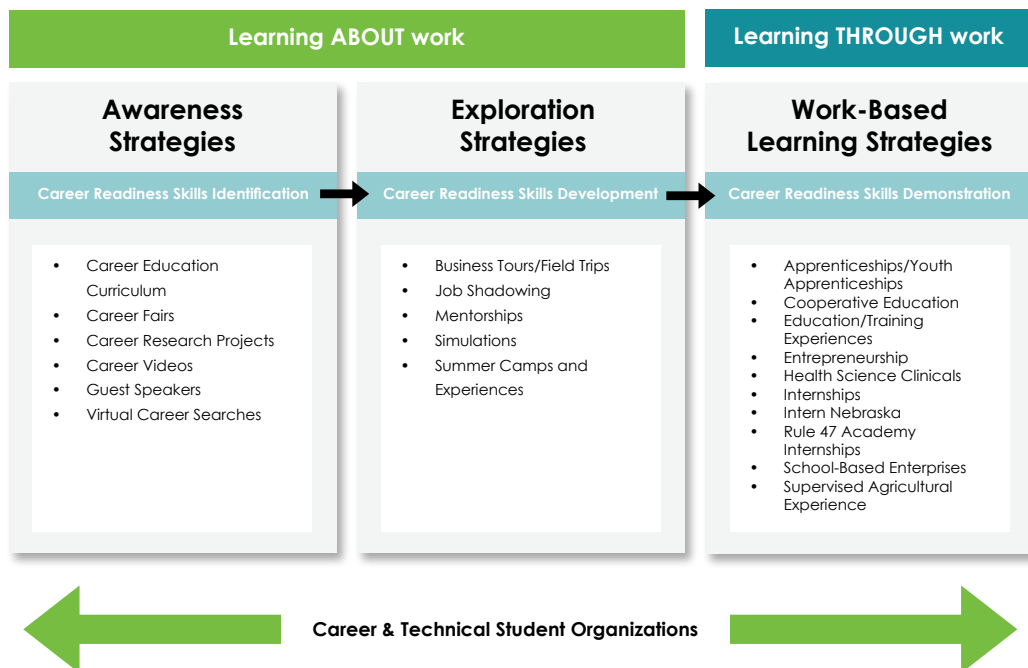 Learning ABOUT work
Learning THROUGH work
Awareness
Strategies
Career Readiness Skills Identification
• Career Education
Curriculum
• Career Fairs
• Career Research Projects
• Career Videos
• Guest Speakers
• Virtual Career Searches
Exploration
Strategies
Career Readiness Skills Development
• Business Tours/Field Trips
• Job Shadowing
• Mentorships
• Simulations
• Summer Camps and
Experiences
Work-Based
Learning Strategies
Career Readiness Skills Demonstration
• Apprenticeships/Youth
Apprenticeships
• Cooperative Education
• Education/Training
Experiences
• Entrepreneurship
• Health Science Clinicals
• Internships
• Intern Nebraska
• Rule 47 Academy
Internships
• School-Based Enterprises
• Supervised Agricultural
Experience
Career & Technical Student Organizations